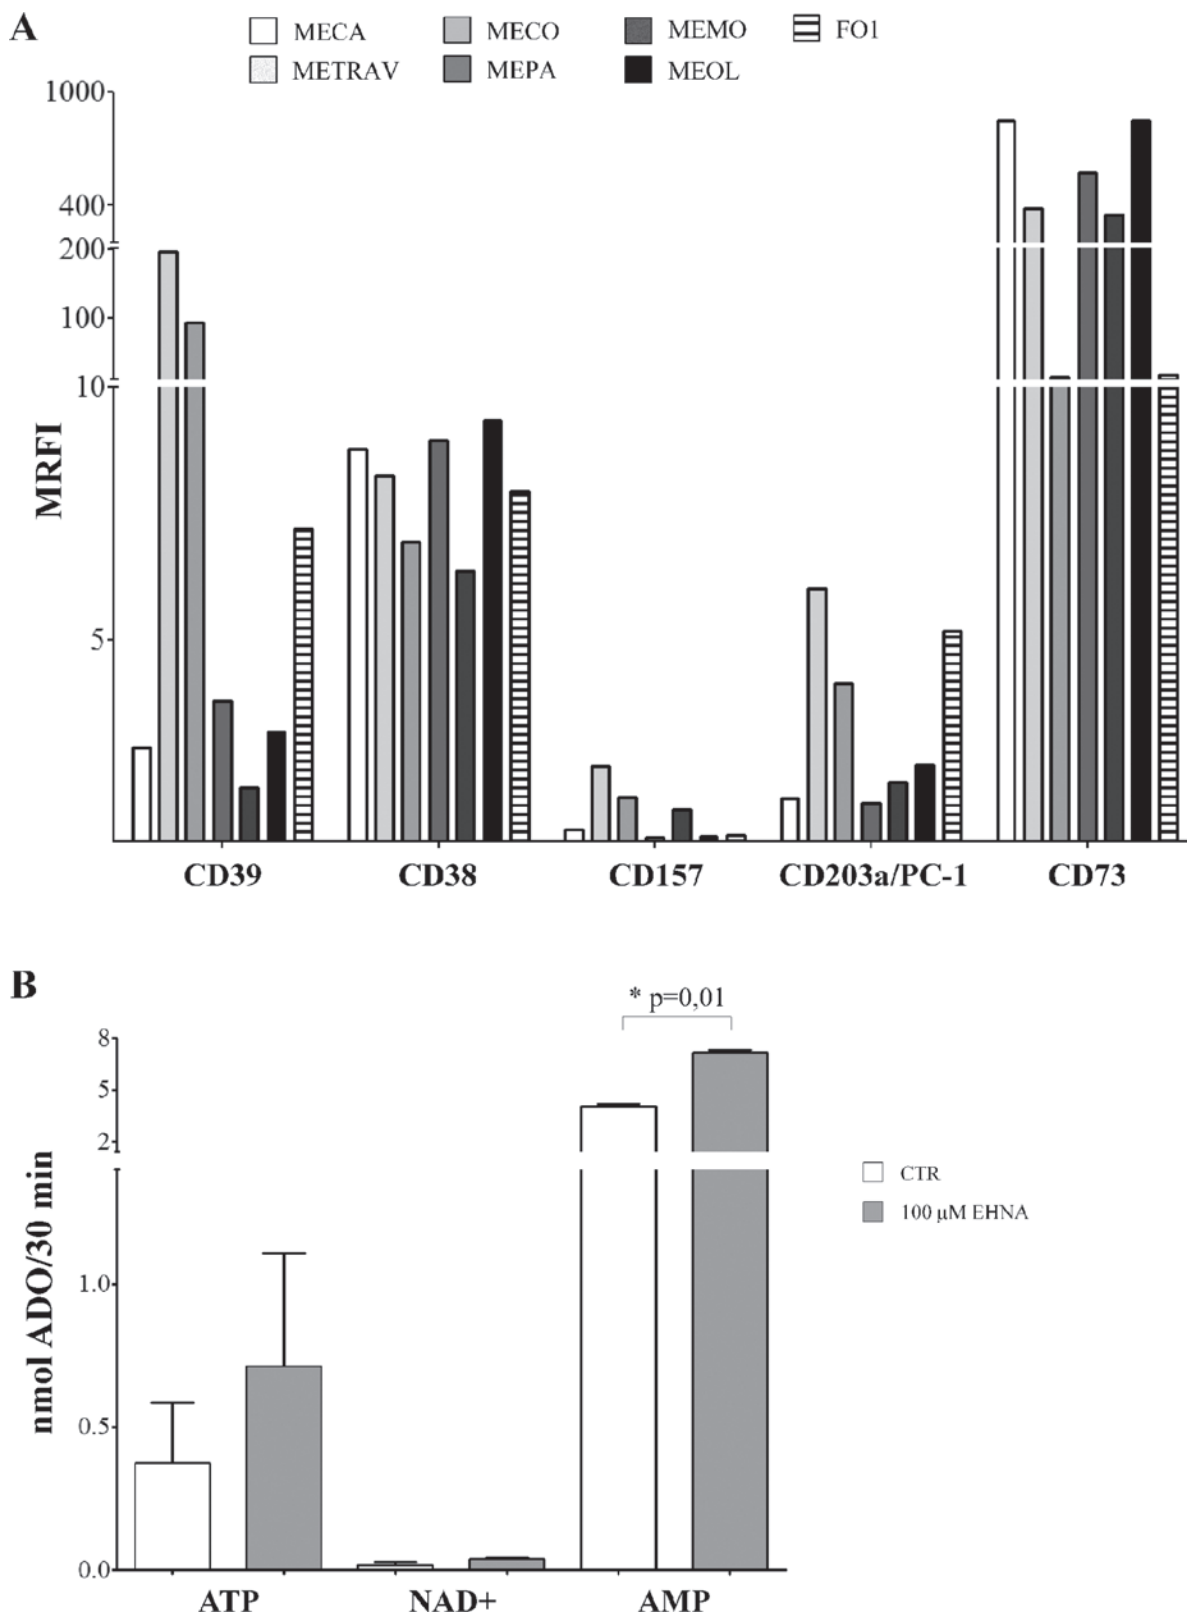 A
MECA MECO MEMO FO1
METRAV MEPA MEOL
1000
400
200
200
100
10
5
MRFI
CD39 CD38 CD157 CD203a/PC-1 CD73
B
* p=0,01
8
5
2
1.0
0.5
0.0
nmol ADO/30 min
CTR
100 µM EHNA
ATP NAD+ AMP